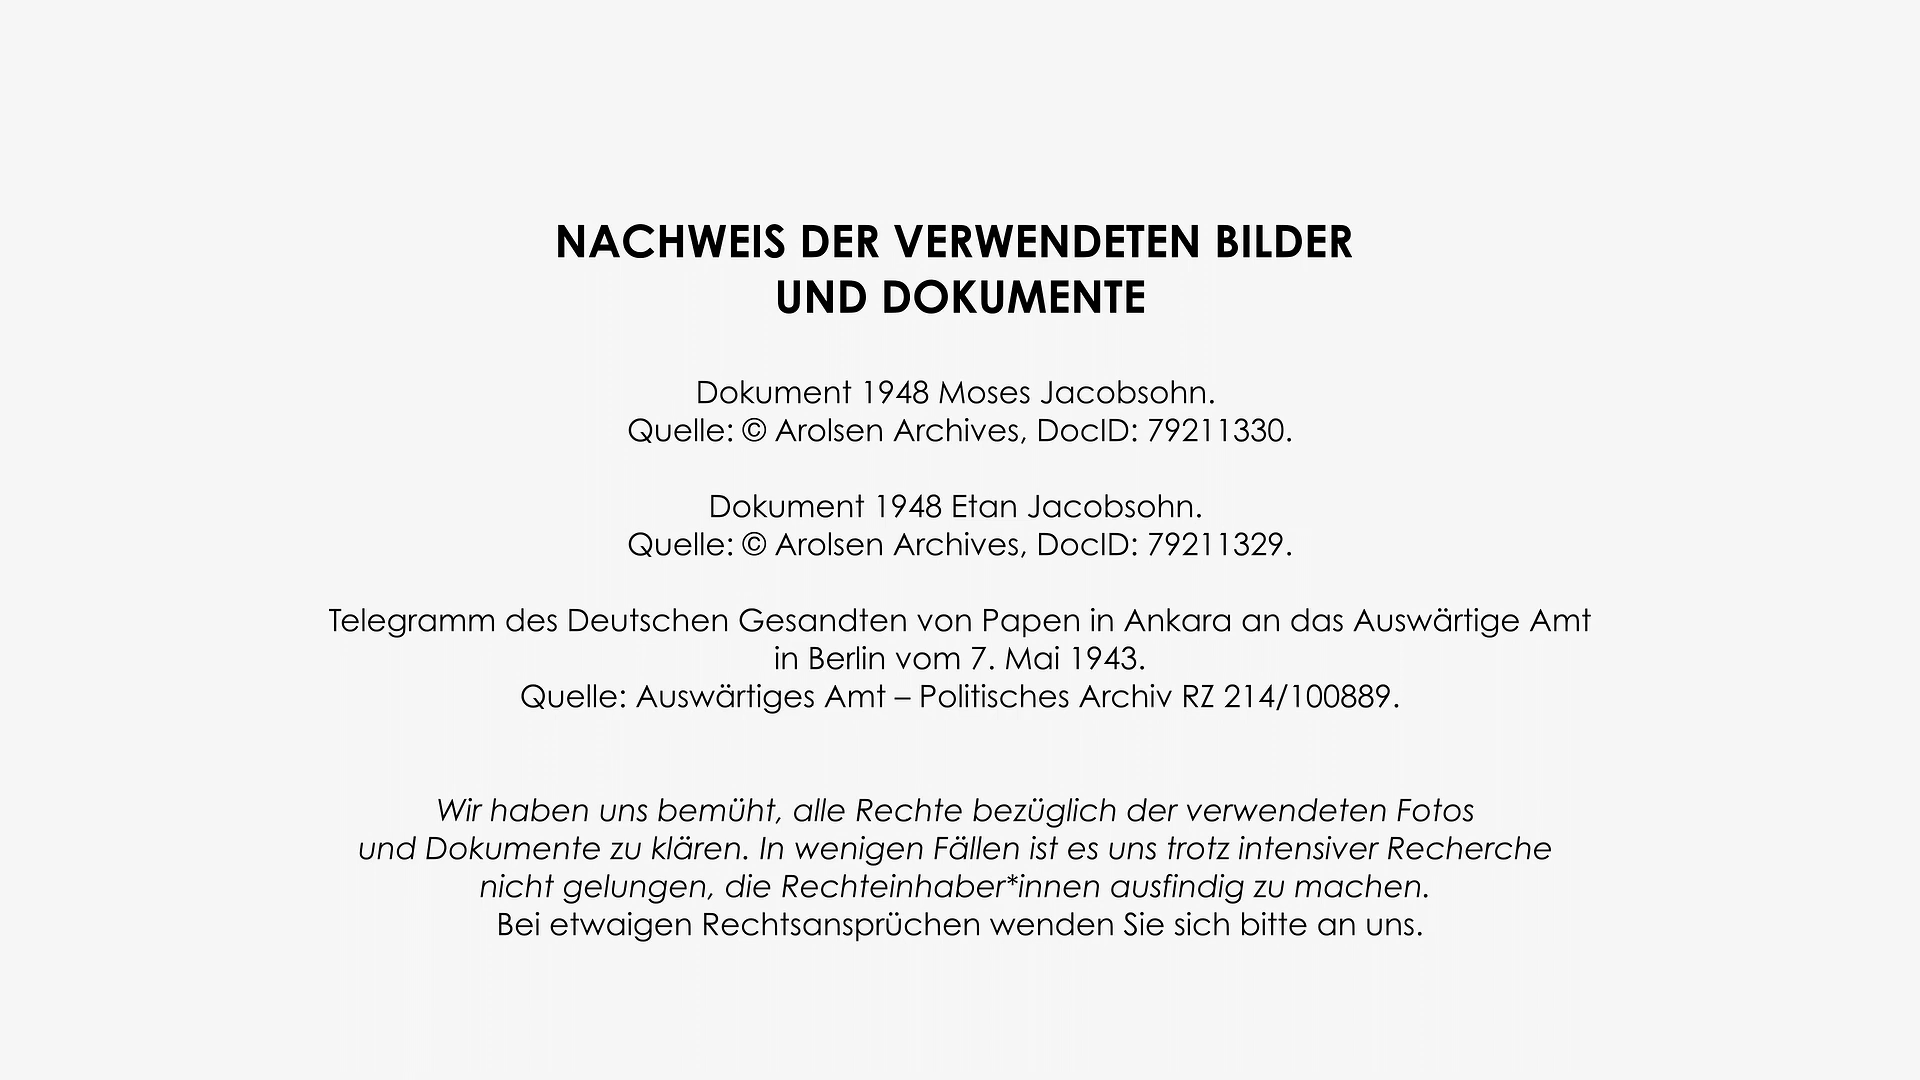 NACHWEIS DER VERWENDETEN BILDER
UND DOKUMENTE
Dokument 1948 Moses Jacobsohn.
Quelle: © Arolsen Archives, DocID: 79211330.
Dokument 1948 Etan Jacobsohn.
Quelle: © Arolsen Archives, DocID: 79211329.
Telegramm des Deutschen Gesandten von Papen in Ankara an das Auswärtige Amt
in Berlin vom 7. Mai 1943.
Quelle: Auswärtiges Amt – Politisches Archiv RZ 214/100889.
Wir haben uns bemüht, alle Rechte bezüglich der verwendeten Fotos
und Dokumente zu klären. In wenigen Fällen ist es uns trotz intensiver Recherche
nicht gelungen, die Rechteinhaber*innen ausfindig zu machen.
Bei etwaigen Rechtsansprüchen wenden Sie sich bitte an uns.